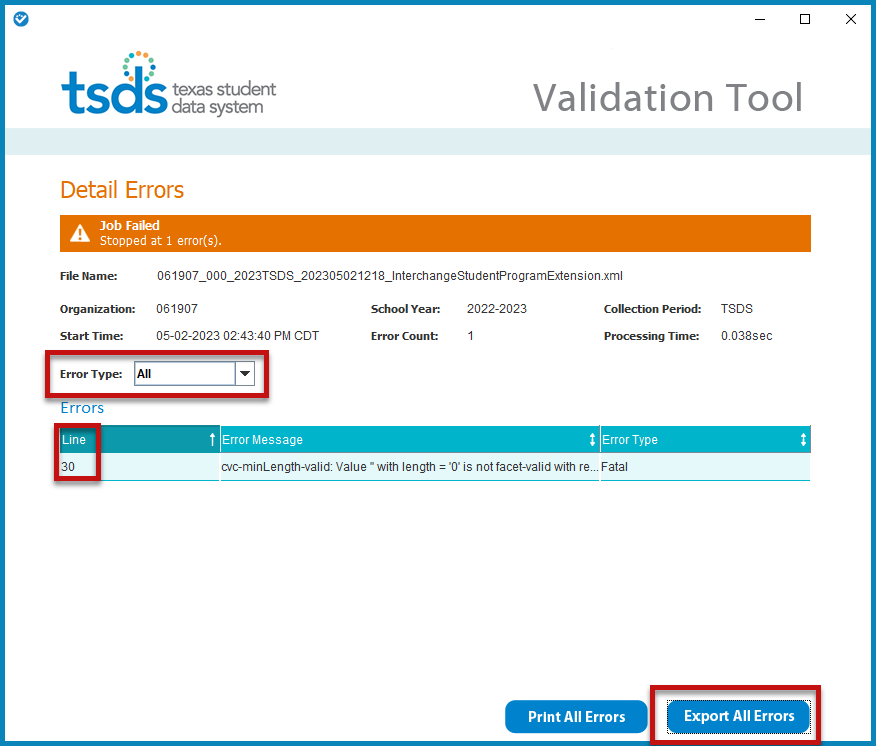 tsds texas student
data system
Validation Tool
Detail Errors
Job Failed
Stopped at 1 error(s).
File Name: 061907_000_2023TSDS_202305021218_InterchangeStudentProgramExtension.xml
Organization: 061907 School Year: 2022-2023 Collection Period: TSDS
Start Time: 05-02-2023 02:43:40 PM CDT Error Count: 1 Processing Time: 0.038sec
Error Type: All
Errors
Line Error Message Error Type
30 cvc-minLength-valid: Value '' with length = '0' is not facet-valid with re... Fatal
Print All Errors Export All Errors